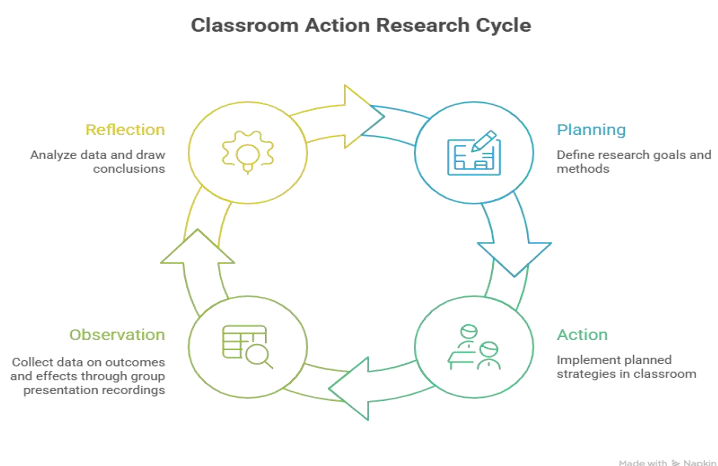 Classroom Action Research Cycle
Reflection
Analyze data and draw
conclusions
Planning
Define research goals and
methods
Observation
Collect data on outcomes
and effects through group
presentation recordings
Action
Implement planned
strategies in classroom
Made with Napkin